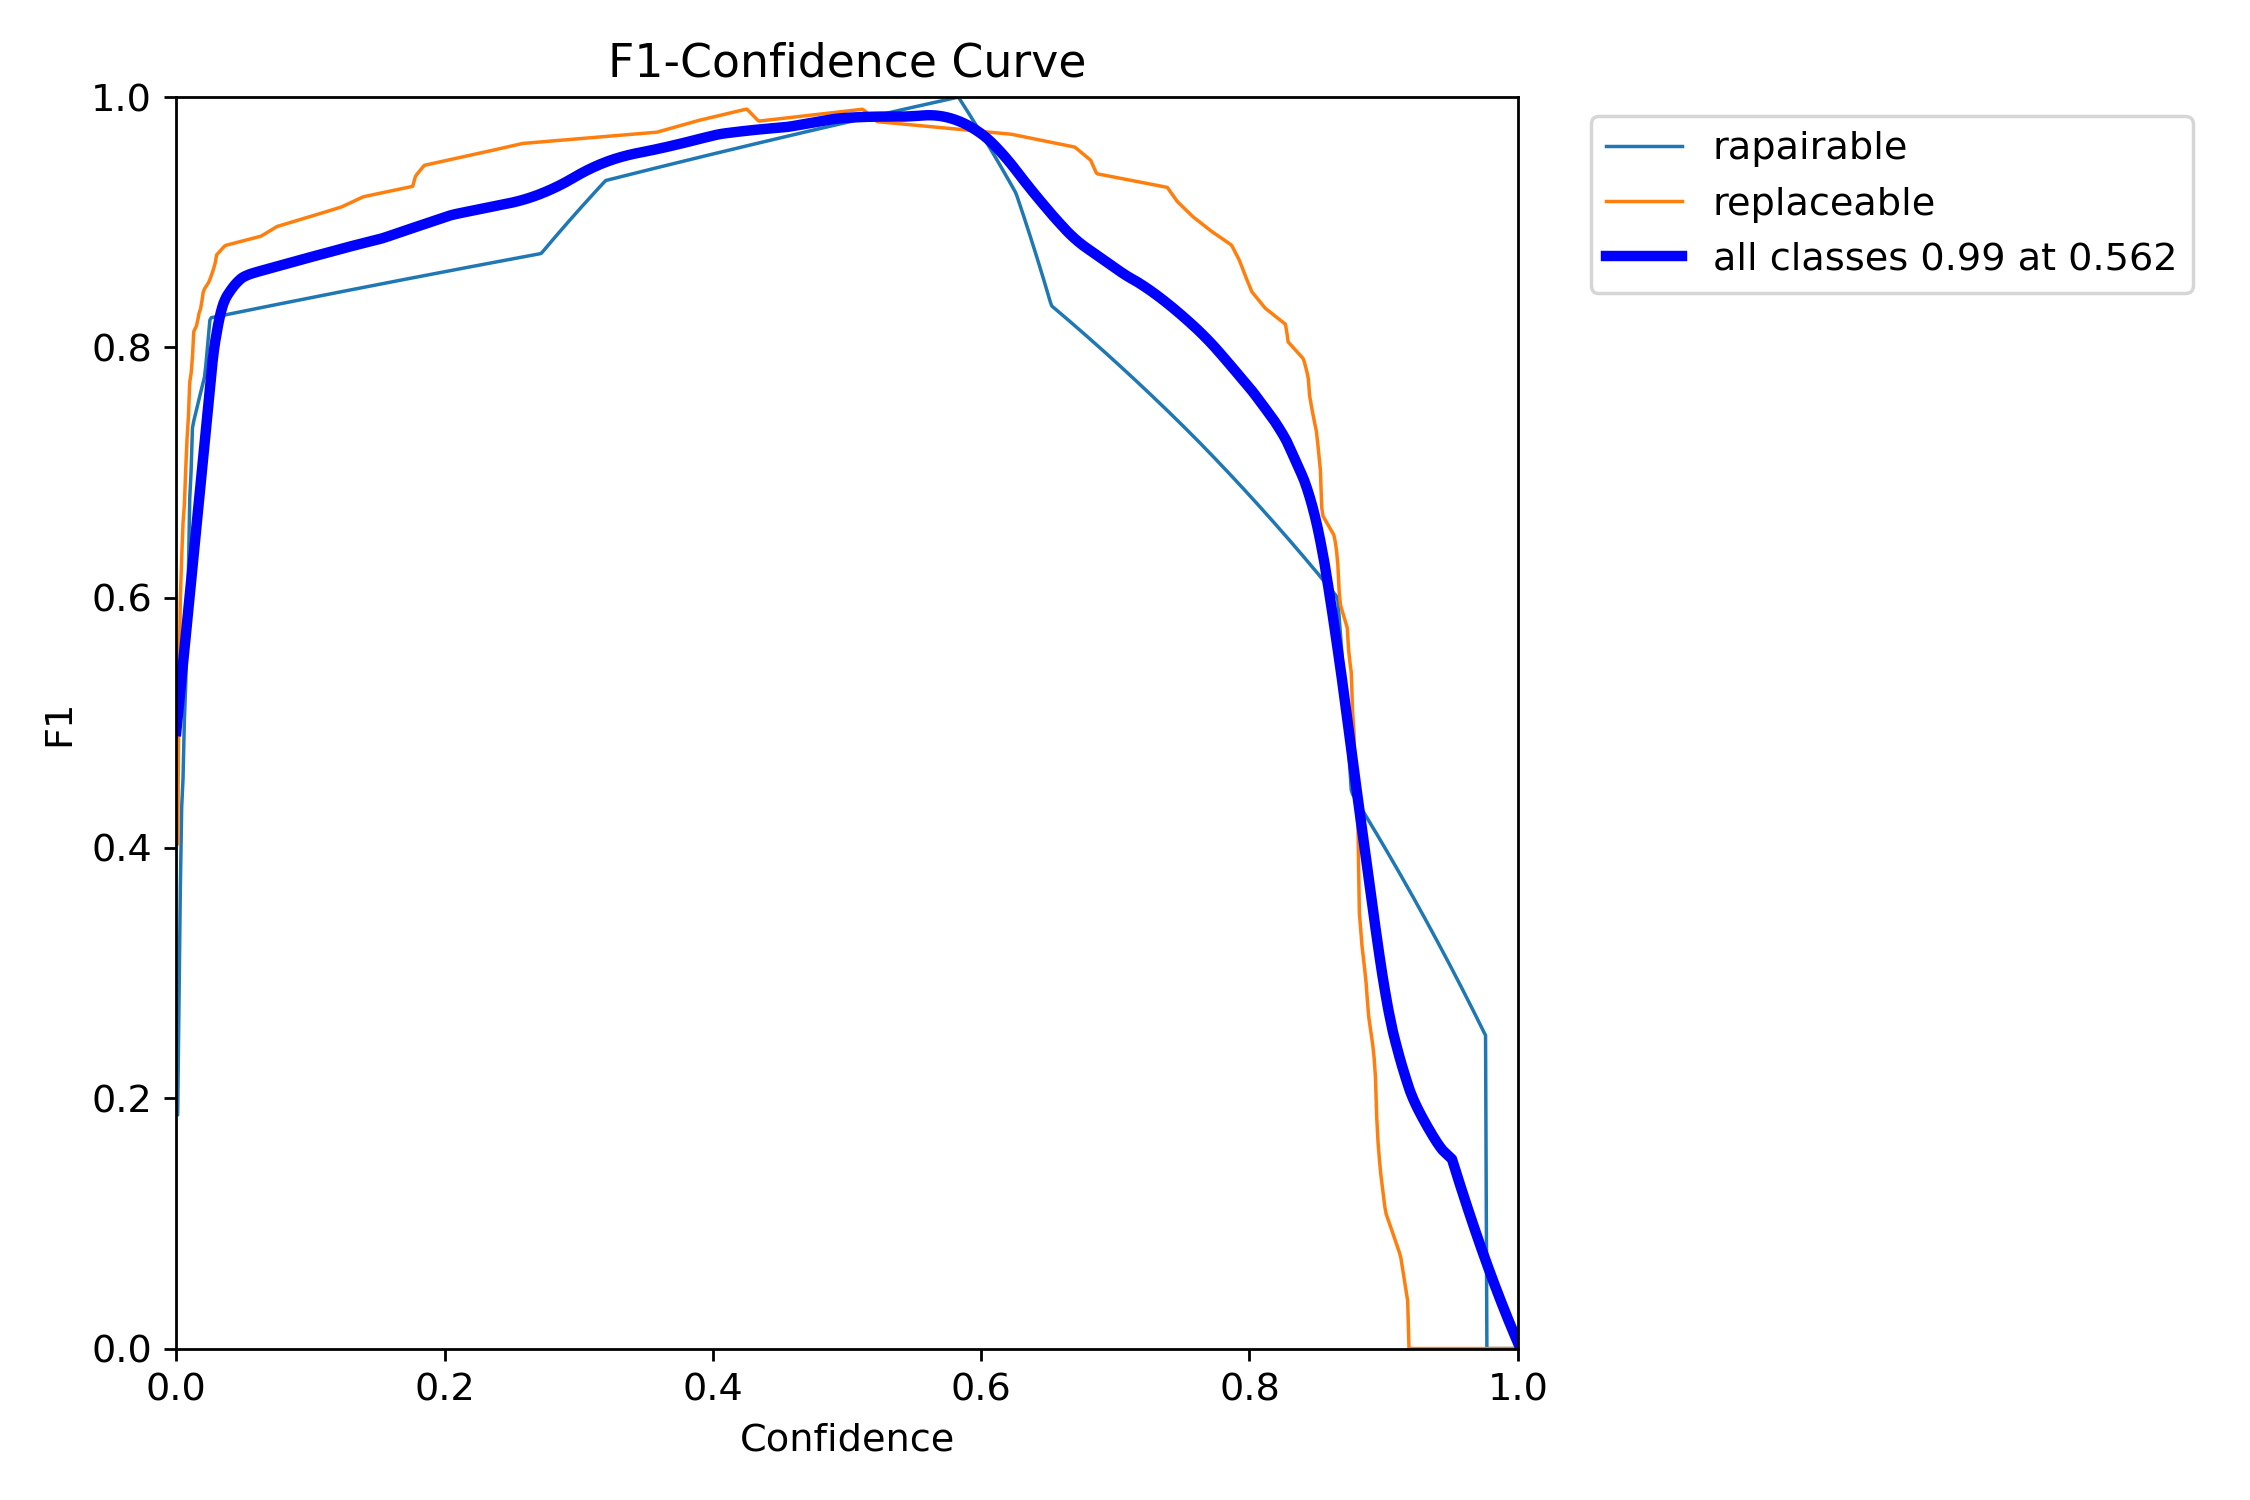 F1-Confidence Curve
1.0
0.8
0.6
0.4
0.2
0.0
F1
0.0 0.2 0.4 0.6 0.8 1.0
Confidence
rapairable
replaceable
all classes 0.99 at 0.562